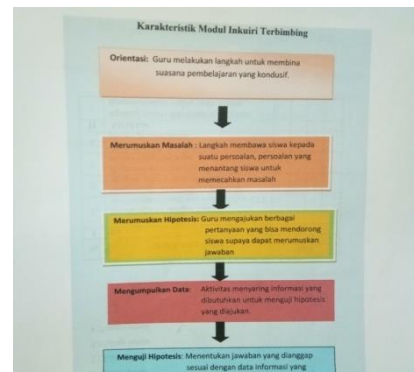 Karakteristik Modul Inkuiri Terbimbing
Orientasi: Guru melakukan langkah untuk membina
suasana pembelajaran yang kondusif.
Merumuskan Masalah : Langkah membawa siswa kepada
suatu persoalan, persoalan yang
menantang siswa untuk
memecahkan masalah
Merumuskan Hipotesis: Guru mengajukan berbagai
pertanyaan yang bisa mendorong
siswa supaya dapat merumuskan
jawaban
Mengumpulkan Data: Aktivitas menyaring informasi yang
dibutuhkan untuk menguji hipotesis
yang diajukan.
Menguji Hipotesis: Menentukan jawaban yang dianggap
sesuai dengan data informasi yang